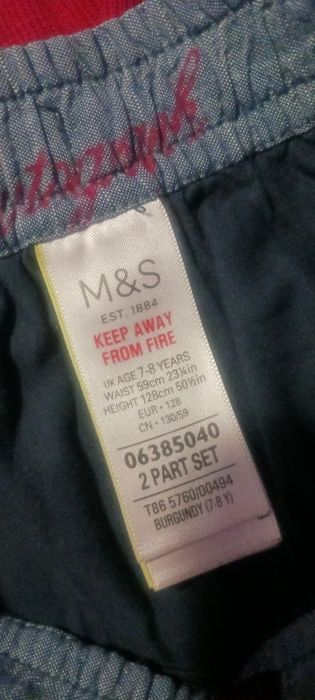 Autograph
M&S
EST. 1884
KEEP AWAY
FROM FIRE
UK AGE 7-8 YEARS
WAIST 59cm 23¼in
HEIGHT 128cm 50½in
EUR • 128
CN • 130/59
06385040
2 PART SET
T86 5760/00494
BURGUNDY (7-8 Y)